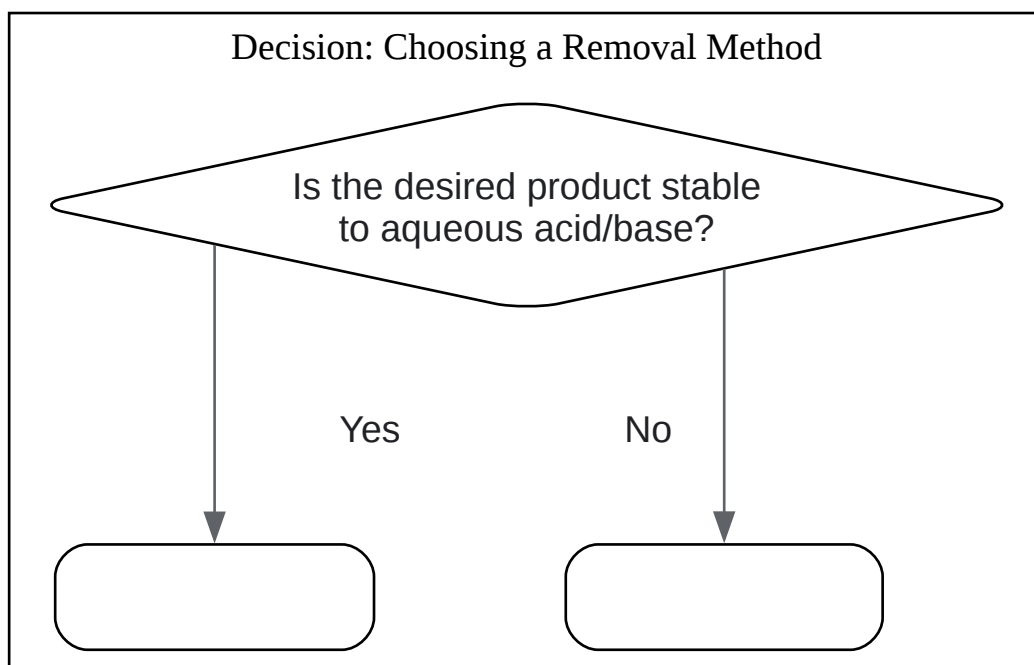 Decision: Choosing a Removal Method
Is the desired product stable
to aqueous acid/base?
Yes
No